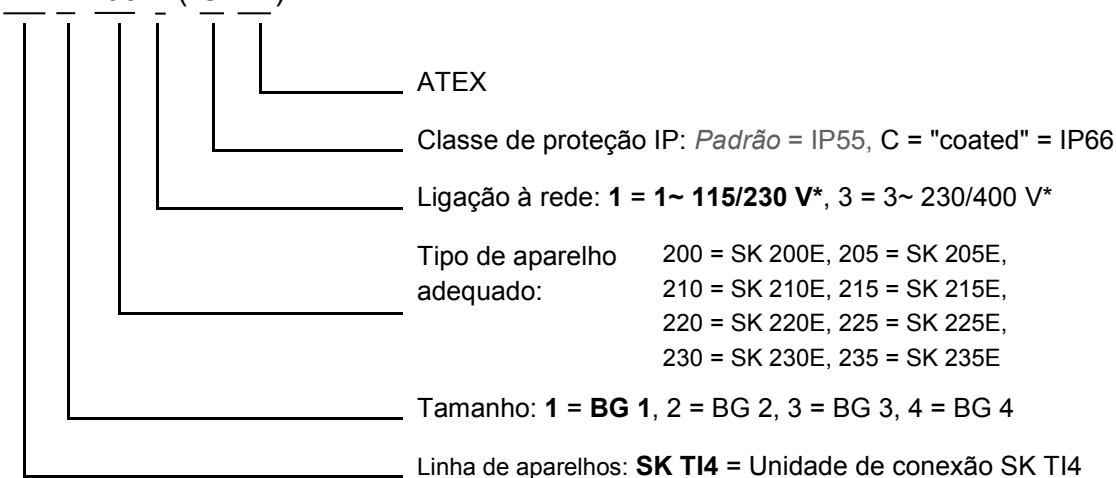 ATEX
Classe de proteção IP: Padrão = IP55, C = "coated" = IP66
Ligação à rede: 1 = 1~ 115/230 V*, 3 = 3~ 230/400 V*
Tipo de aparelho adequado:
200 = SK 200E, 205 = SK 205E,
210 = SK 210E, 215 = SK 215E,
220 = SK 220E, 225 = SK 225E,
230 = SK 230E, 235 = SK 235E
Tamanho: 1 = BG 1, 2 = BG 2, 3 = BG 3, 4 = BG 4
Linha de aparelhos: SK TI4 = Unidade de conexão SK TI4